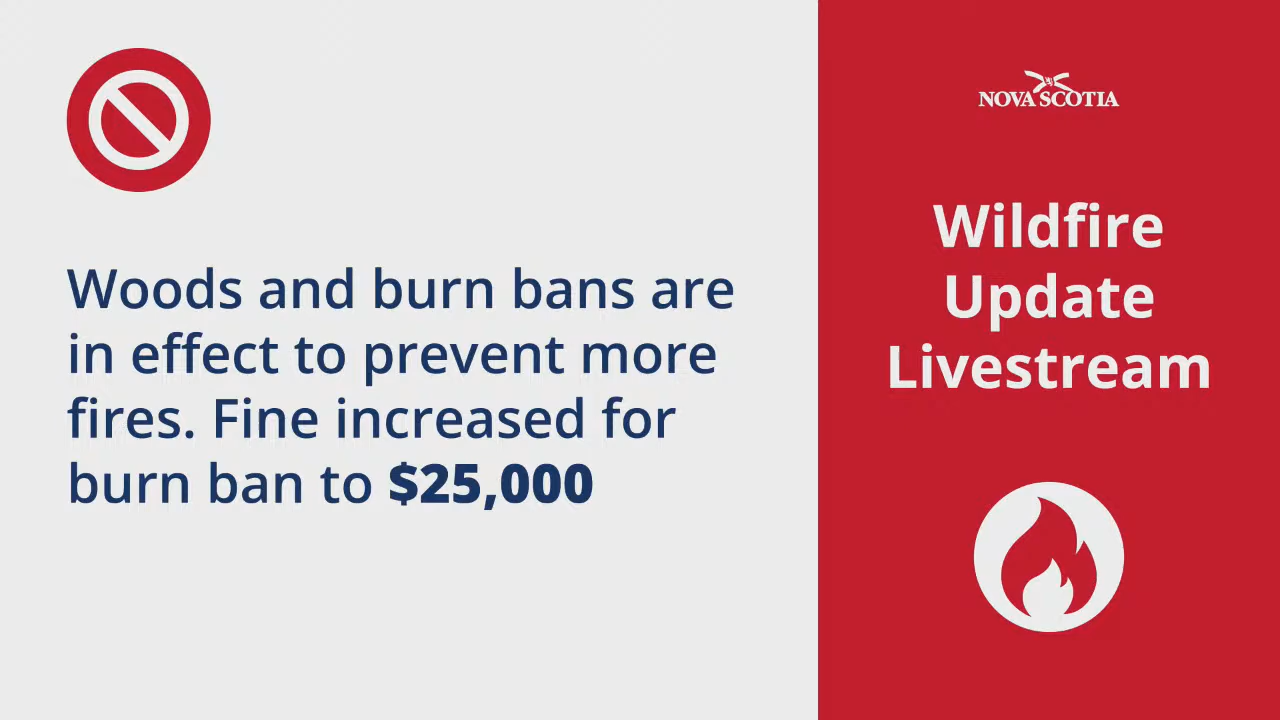 Woods and burn bans are
in effect to prevent more
fires. Fine increased for
burn ban to $25,000
NOVA SCOTIA
Wildfire
Update
Livestream